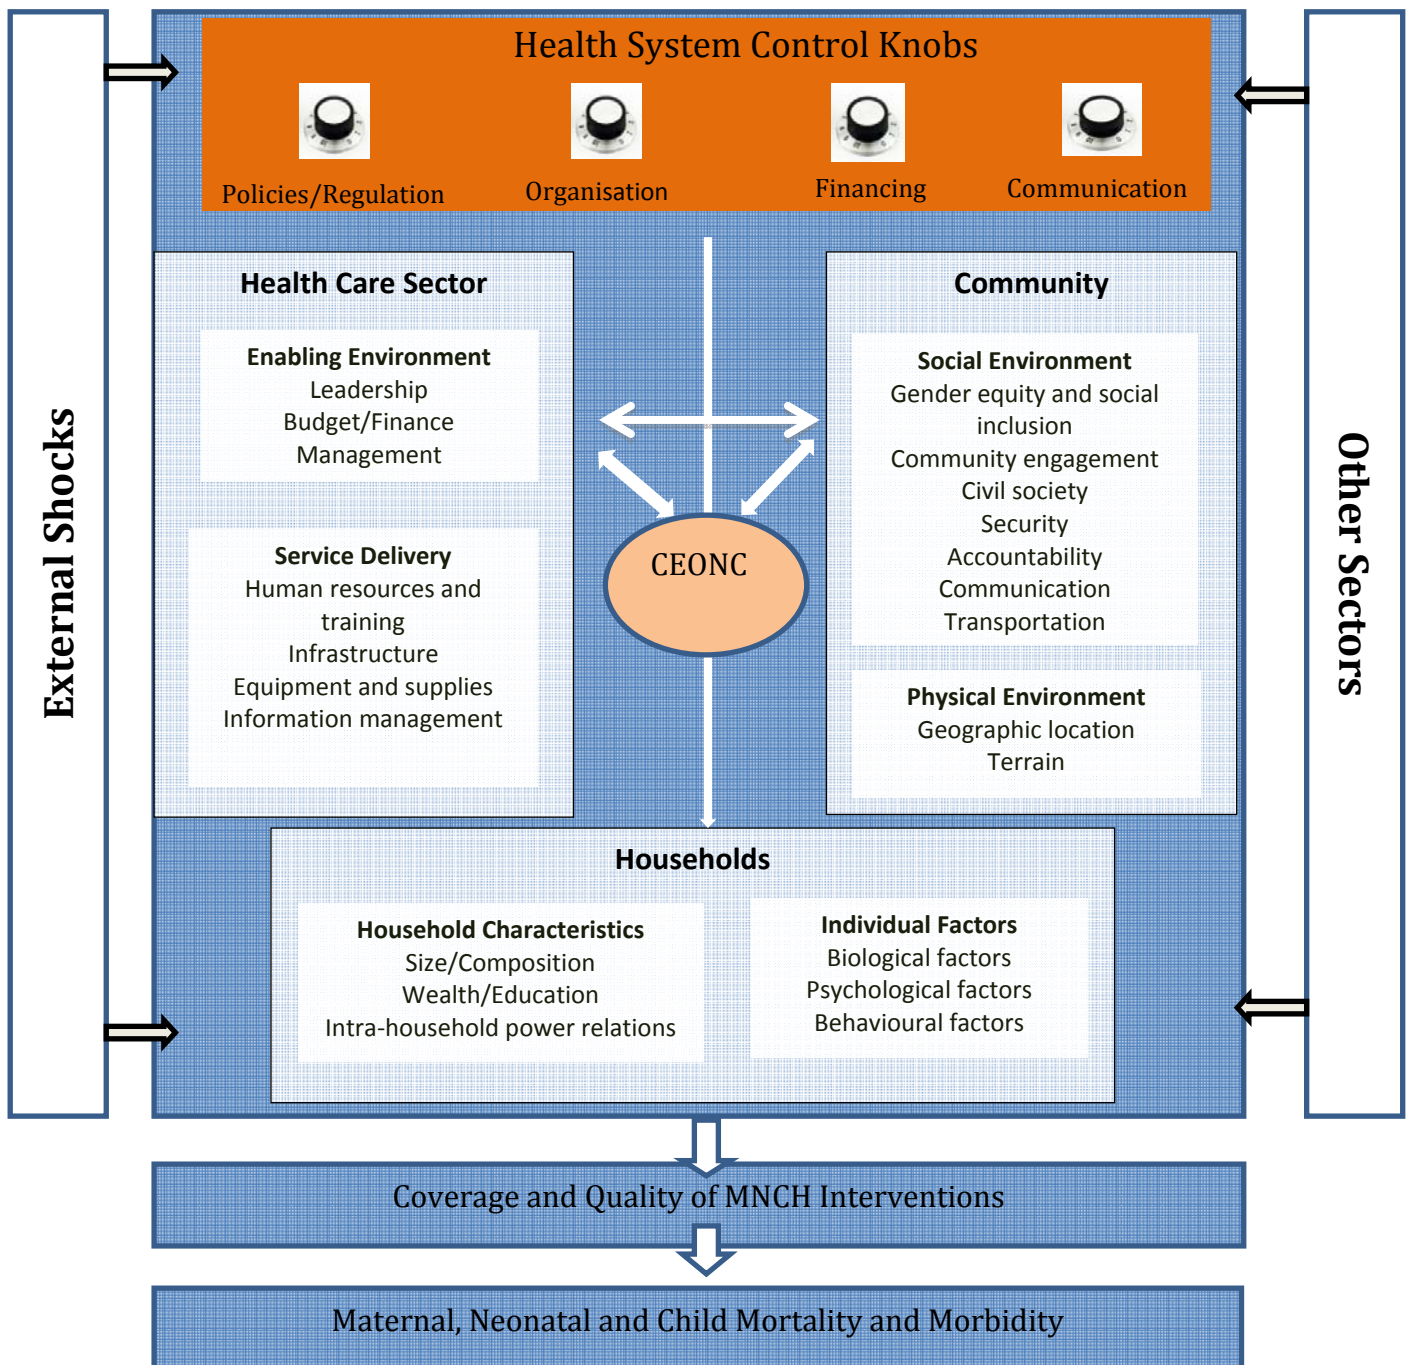 Health System Control Knobs
Policies/Regulation
Organisation
Financing
Communication
External Shocks
Health Care Sector
Enabling Environment
Leadership
Budget/Finance
Management
Service Delivery
Human resources and
training
Infrastructure
Equipment and supplies
Information management
CEONC
Community
Social Environment
Gender equity and social
inclusion
Community engagement
Civil society
Security
Accountability
Communication
Transportation
Physical Environment
Geographic location
Terrain
Other Sectors
Households
Household Characteristics
Size/Composition
Wealth/Education
Intra-household power relations
Individual Factors
Biological factors
Psychological factors
Behavioural factors
Coverage and Quality of MNCH Interventions
Maternal, Neonatal and Child Mortality and Morbidity